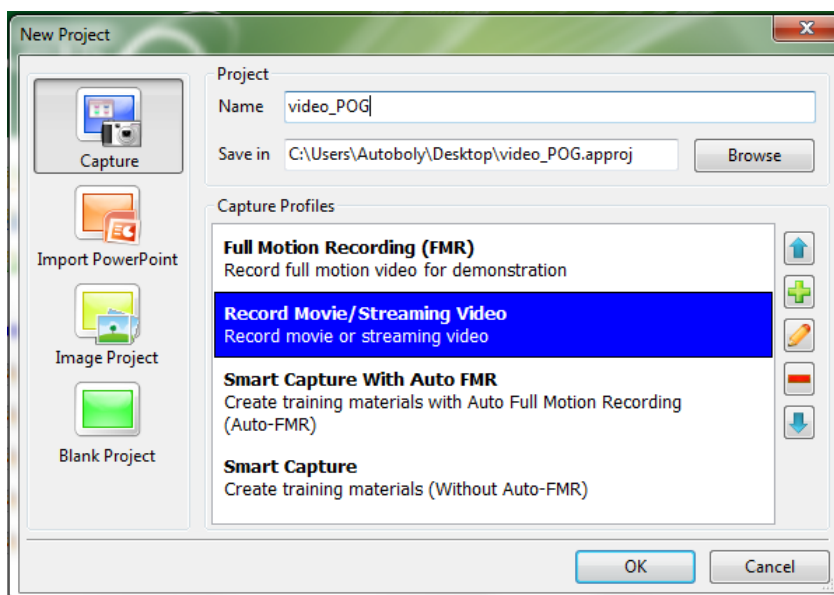 New Project
Capture
Import PowerPoint
Image Project
Blank Project
Project
Name video_POG
Save in C:\Users\Autoboly\Desktop\video_POG.approj Browse
Capture Profiles
Full Motion Recording (FMR)
Record full motion video for demonstration
Record Movie/Streaming Video
Record movie or streaming video
Smart Capture With Auto FMR
Create training materials with Auto Full Motion Recording
(Auto-FMR)
Smart Capture
Create training materials (Without Auto-FMR)
OK Cancel